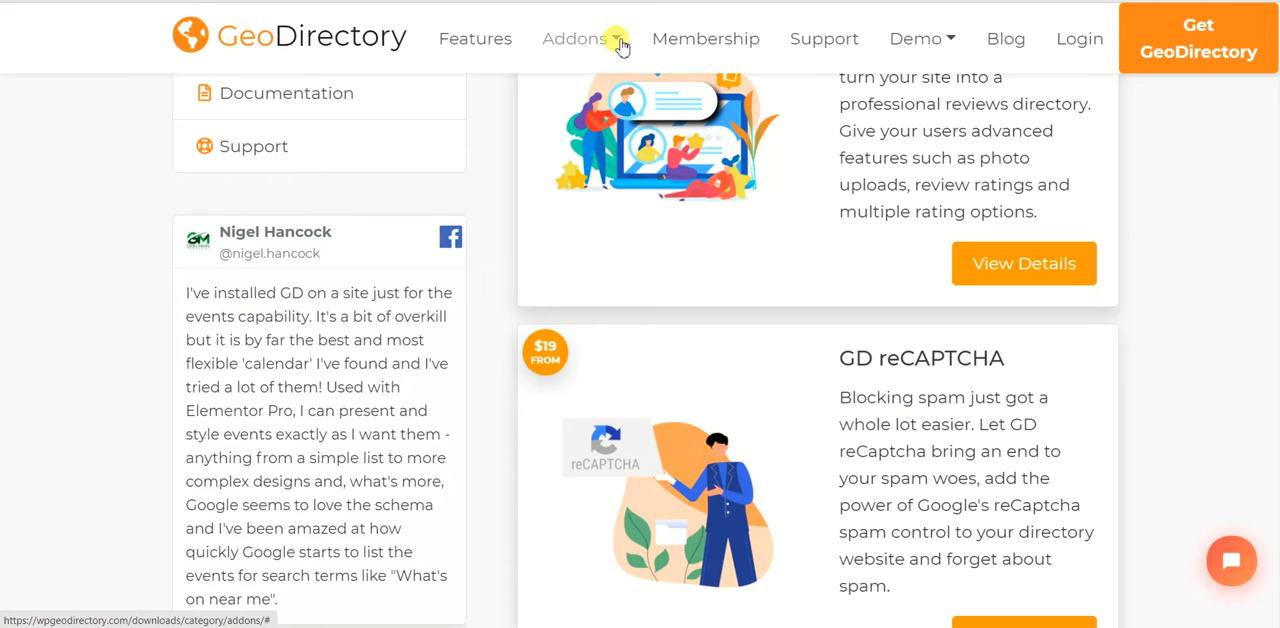 GeoDirectory
Features
Addons
Membership
Support
Demo
Blog
Login
Get
GeoDirectory
Documentation
Support
Nigel Hancock
@nigel.hancock
I've installed GD on a site just for the
events capability. It's a bit of overkill
but it is by far the best and most
flexible 'calendar' I've found and I've
tried a lot of them! Used with
Elementor Pro, I can present and
style events exactly as I want them -
anything from a simple list to more
complex designs and, what's more,
Google seems to love the schema
and I've been amazed at how
quickly Google starts to list the
events for search terms like "What's
on near me".
turn your site into a
professional reviews directory.
Give your users advanced
features such as photo
uploads, review ratings and
multiple rating options.
View Details
$19
FROM
reCAPTCHA
GD reCAPTCHA
Blocking spam just got a
whole lot easier. Let GD
reCaptcha bring an end to
your spam woes, add the
power of Google's reCaptcha
spam control to your directory
website and forget about
spam.
https://wpgeodirectory.com/downloads/category/addons/#